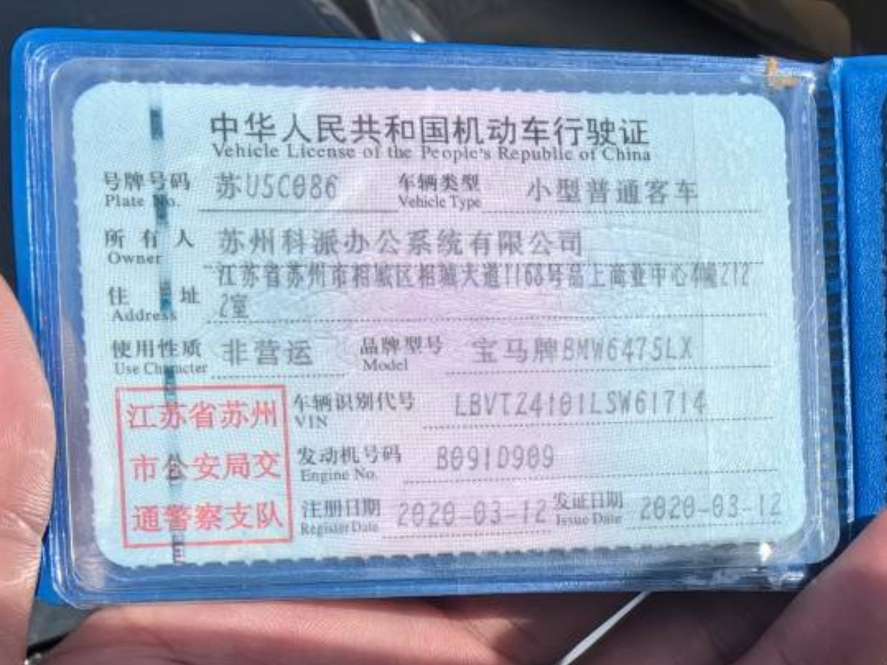 中华人民共和国机动车行驶证
Vehicle License of the People's Republic of China
号牌号码 苏U5C086 车辆类型 小型普通客车
Plate No. Vehicle Type
所有人 苏州科派办公系统有限公司
Owner
住址 江苏省苏州市相城区相城大道1168号品上商业中心4幢212
Address 2室
使用性质 非营运 品牌型号 宝马牌BMW6475LX
Use Character Model
江苏省苏州 车辆识别代号 LBVTZ4101LSW61714
VIN
市公安局交 发动机号码 B091D909
Engine No.
通警察支队 注册日期 2020-03-12 发证日期 2020-03-12
Register Date Issue Date